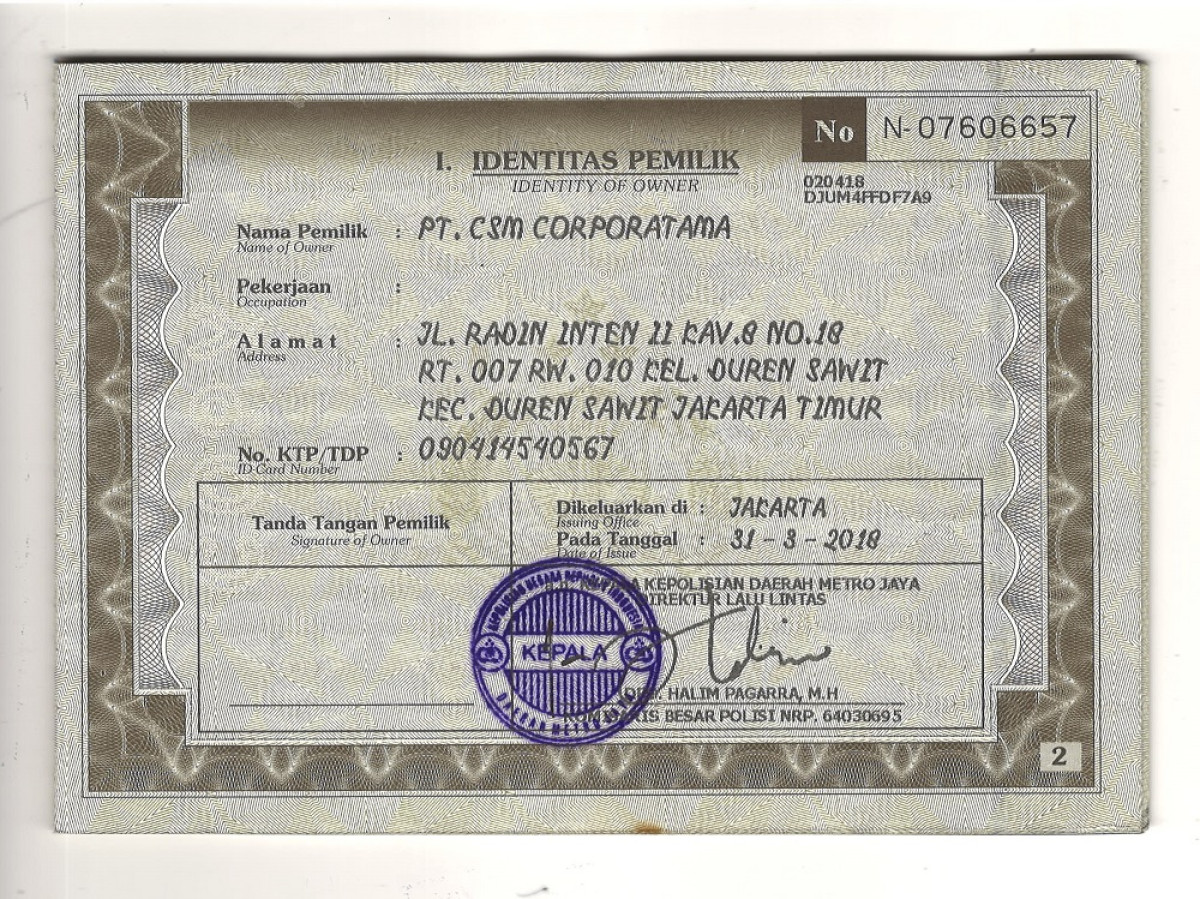 No N-07606657
I. IDENTITAS PEMILIK
IDENTITY OF OWNER
020418
DJUM4FFDF7A9
Nama Pemilik : PT. CSM CORPORATAMA
Name of Owner
Pekerjaan :
Occupation
Alamat : JL. RADIN INTEN II KAV.8 NO.18
Address
RT. 007 RW. 010 KEL. DUREN SAWIT
KEC. DUREN SAWIT JAKARTA TIMUR
No. KTP/TDP : 090414540567
ID Card Number
Tanda Tangan Pemilik
Signature of Owner
Dikeluarkan di : JAKARTA
Issuing Office
Pada Tanggal : 31 - 3 - 2018
Date of Issue
KEPOLISIAN DAERAH METRO JAYA
DIREKTUR LALU LINTAS
KEPALA
HALIM PAGARRA, M.H
BESAR POLISI NRP. 64030695
2